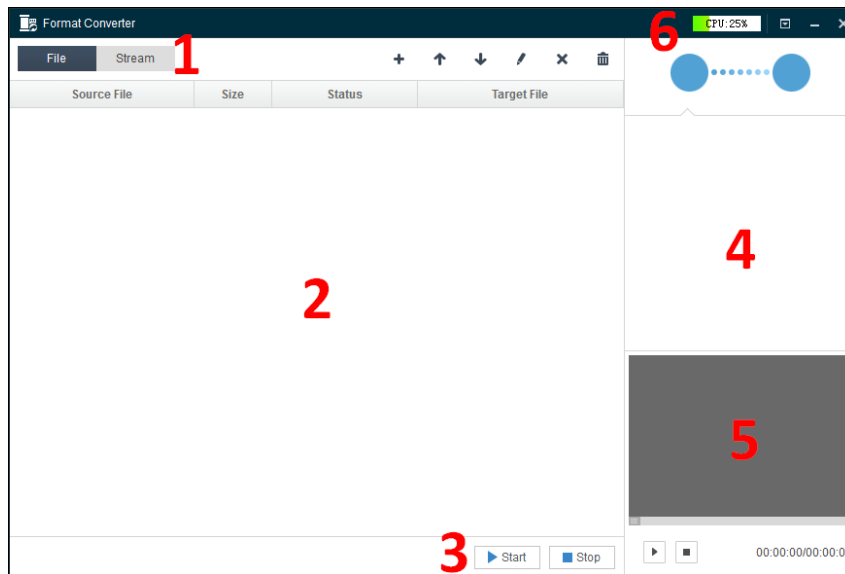 Format Converter
6
CPU:25%
File
Stream
1
Source File
Size
Status
Target File
2
4
5
3
Start
Stop
00:00:00/00:00:0